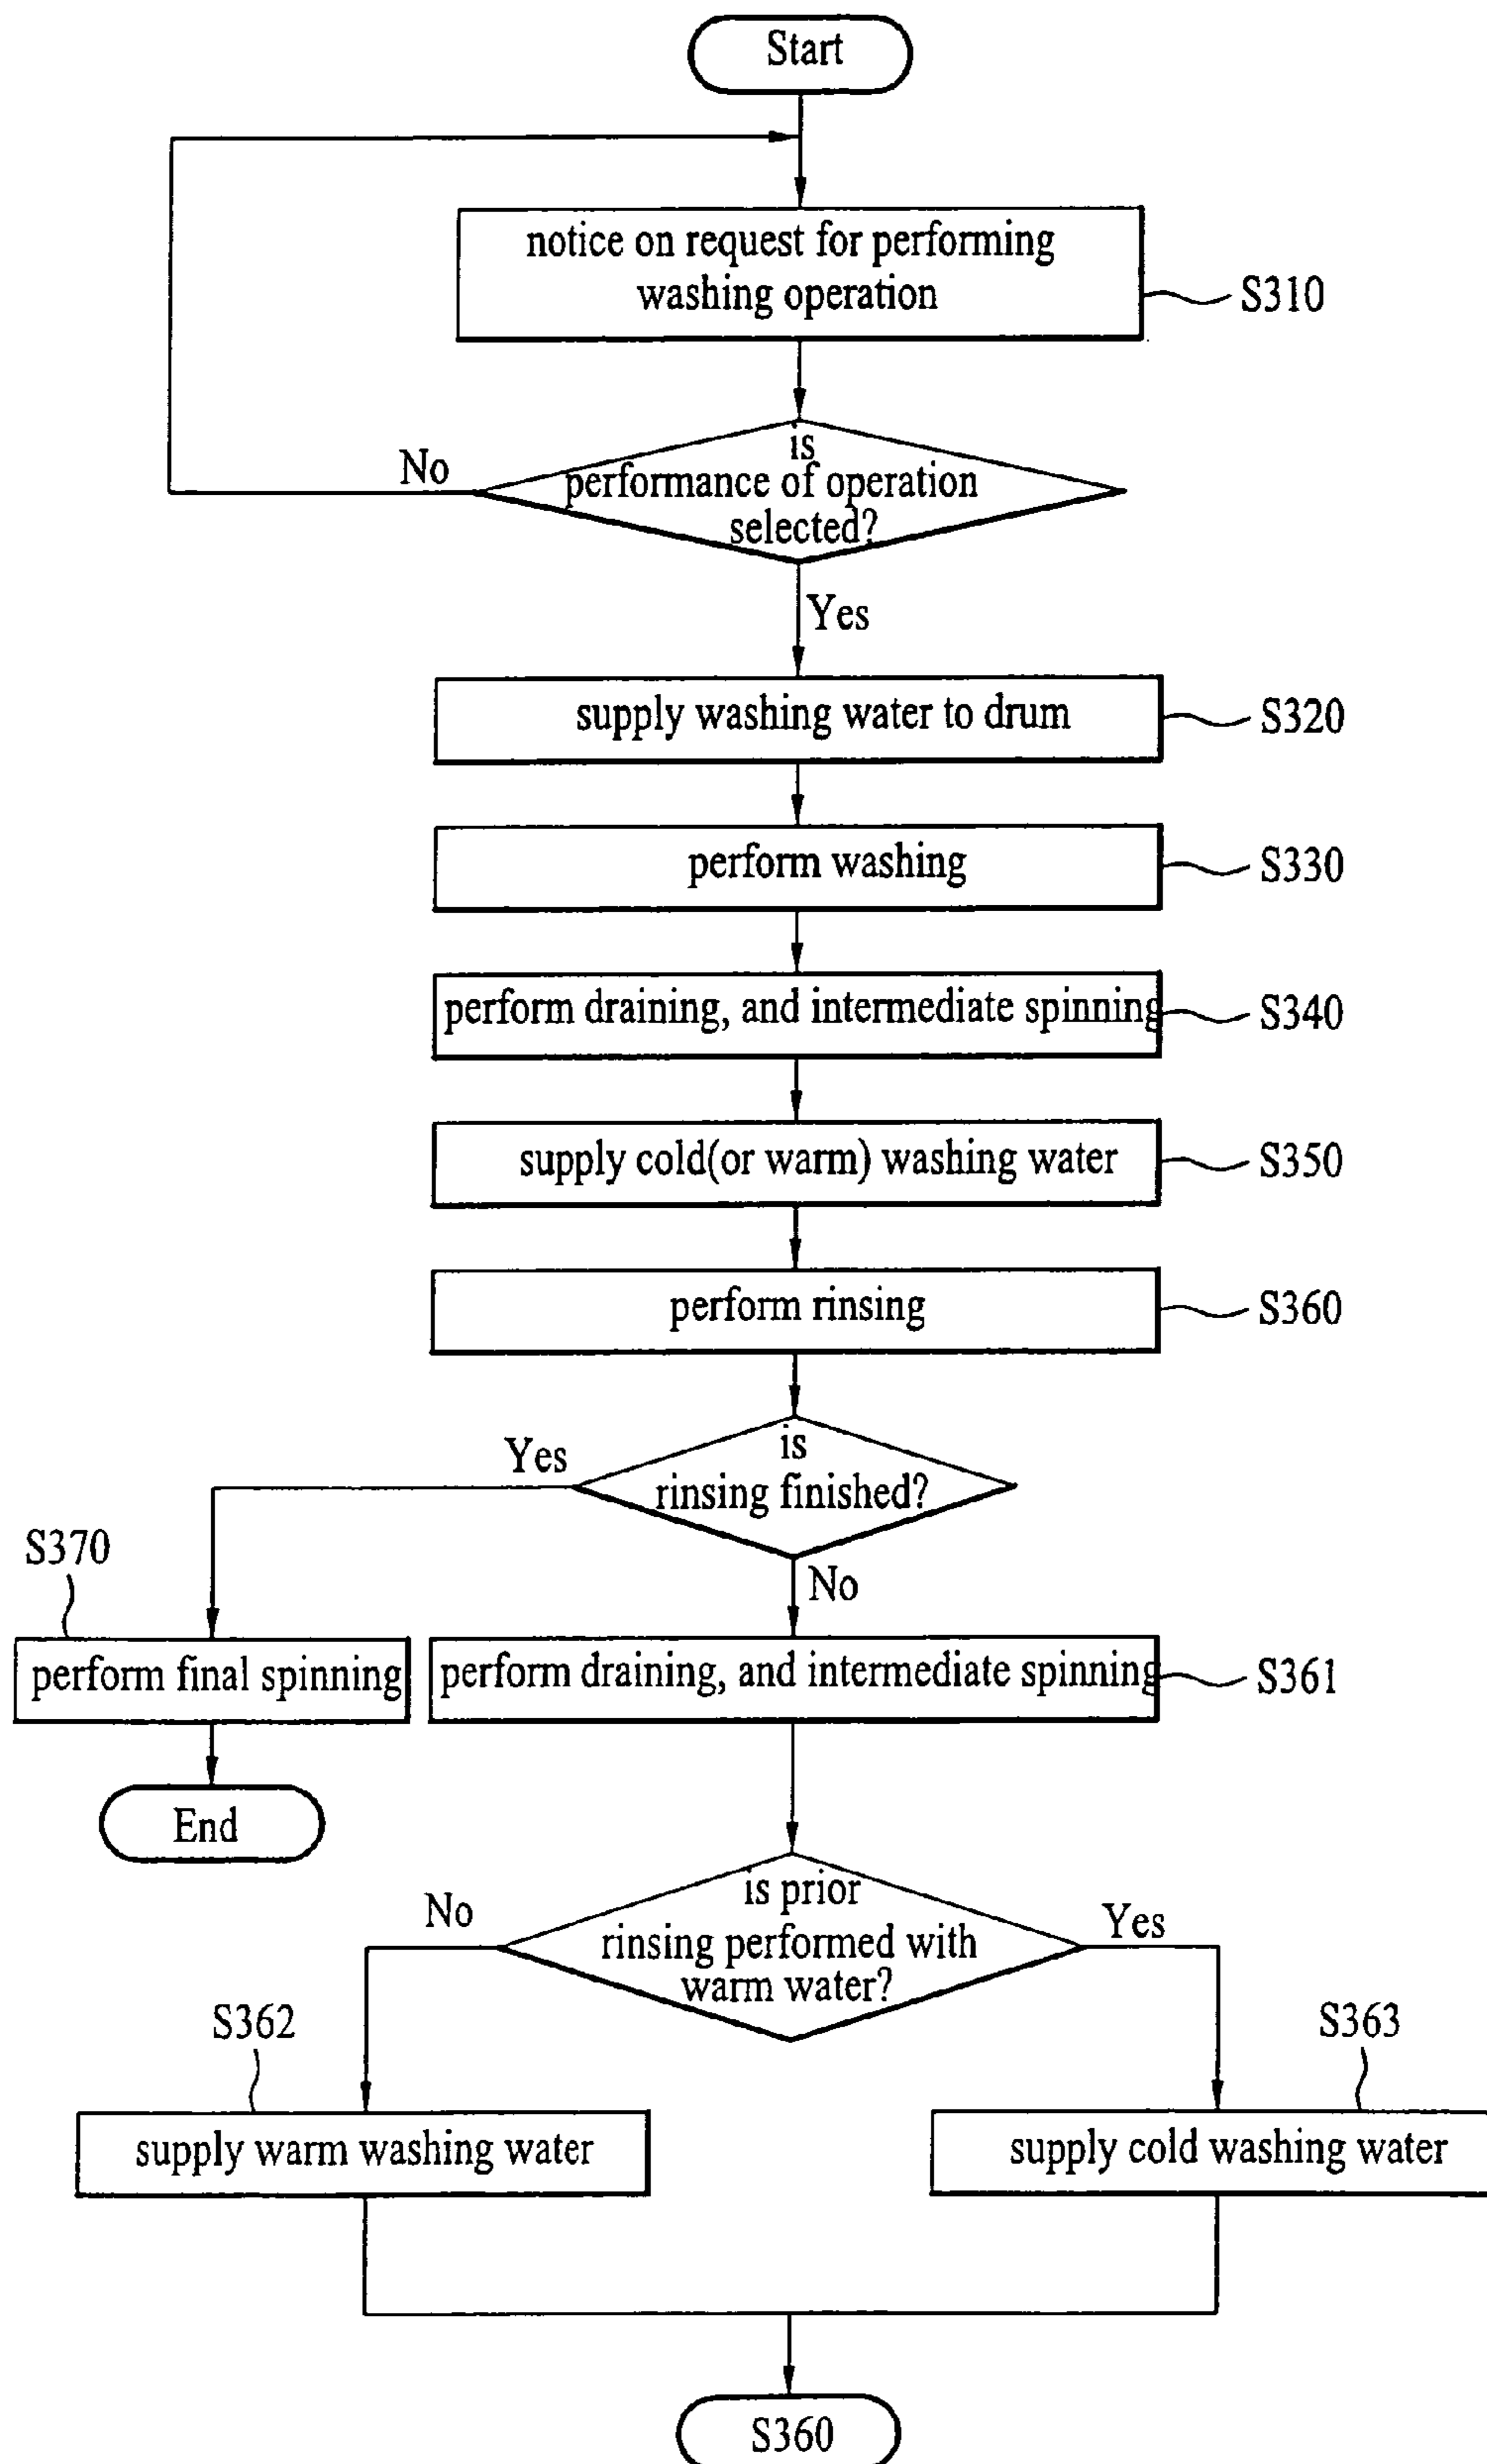 Start
notice on request for performing
washing operation
S310
is
performance of operation
selected?
No
Yes
supply washing water to drum
S320
perform washing
S330
perform draining, and intermediate spinning
S340
supply cold(or warm) washing water
S350
perform rinsing
S360
is
rinsing finished?
Yes
No
S370
perform final spinning
perform draining, and intermediate spinning
S361
End
is prior
rinsing performed with
warm water?
No
Yes
S362
S363
supply warm washing water
supply cold washing water
S360